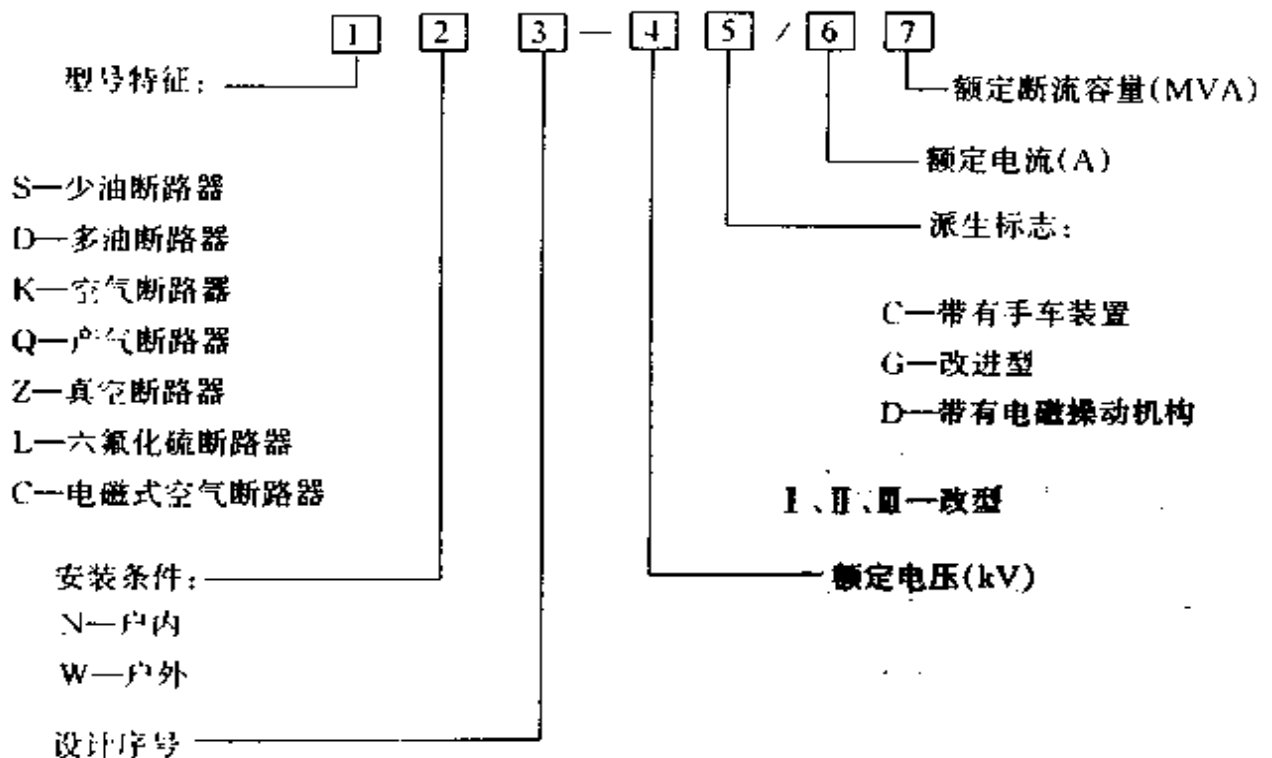 1 2 3 — 4 5 / 6 7
型号特征：
额定断流容量(MVA)
额定电流(A)
S—少油断路器
派生标志：
D—多油断路器
K—空气断路器
C—带有手车装置
Q—产气断路器
G—改进型
Z—真空断路器
D—带有电磁操动机构
L—六氟化硫断路器
C—电磁式空气断路器
Ⅰ、Ⅱ、Ⅲ—改型
安装条件：
额定电压(kV)
N—户内
W—户外
设计序号